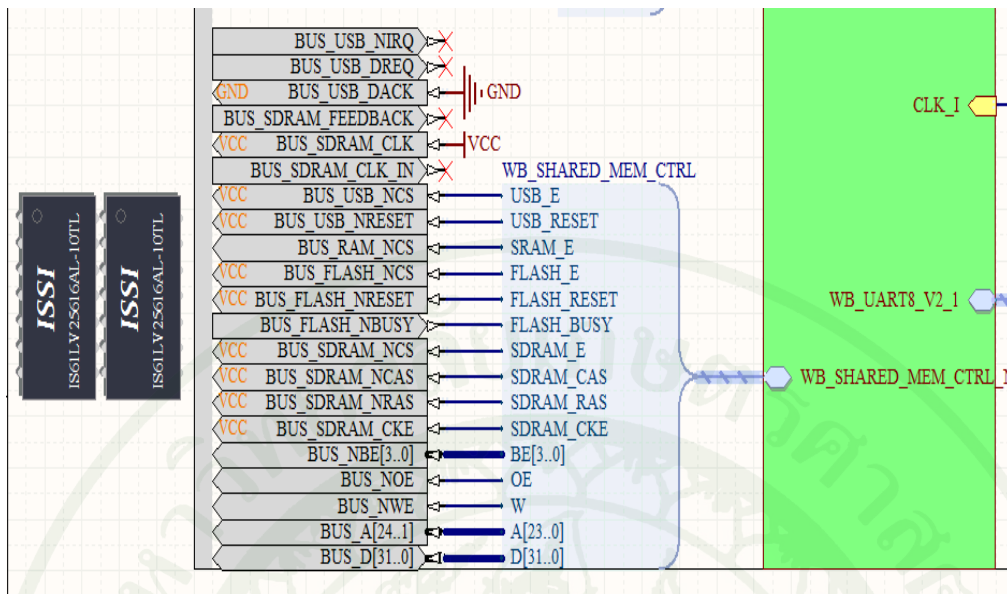 BUS_USB_NIRQ
BUS_USB_DREQ
GND BUS_USB_DACK GND
BUS_SDRAM_FEEDBACK
VCC BUS_SDRAM_CLK VCC
BUS_SDRAM_CLK_IN WB_SHARED_MEM_CTRL
VCC BUS_USB_NCS USB_E
VCC BUS_USB_NRESET USB_RESET
BUS_RAM_NCS SRAM_E
VCC BUS_FLASH_NCS FLASH_E
VCC BUS_FLASH_NRESET FLASH_RESET
BUS_FLASH_NBUSY FLASH_BUSY
VCC BUS_SDRAM_NCS SDRAM_E
VCC BUS_SDRAM_NCAS SDRAM_CAS
VCC BUS_SDRAM_NRAS SDRAM_RAS
VCC BUS_SDRAM_CKE SDRAM_CKE
BUS_NBE[3..0] BE[3..0]
BUS_NOE OE
BUS_NWE W
BUS_A[24..1] A[23..0]
BUS_D[31..0] D[31..0]
ISSI
IS61LV25616AL-10TL
ISSI
IS61LV25616AL-10TL
CLK_I
WB_UART8_V2_1
WB_SHARED_MEM_CTRL